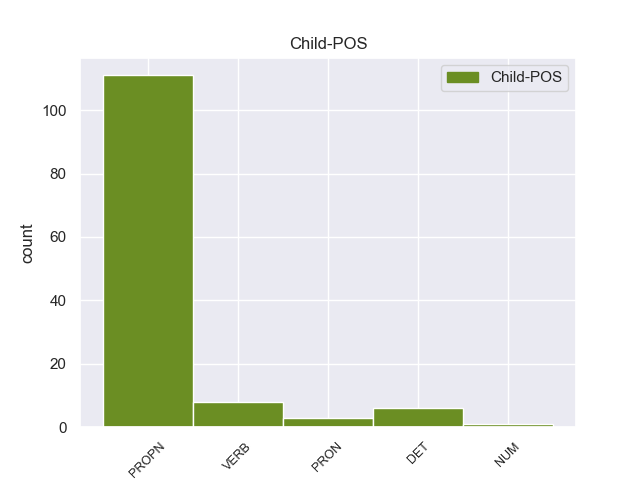 Child-POS
Child-POS
100
80
60
40
20
0
count
PROPN
VERB
PRON
DET
NUM